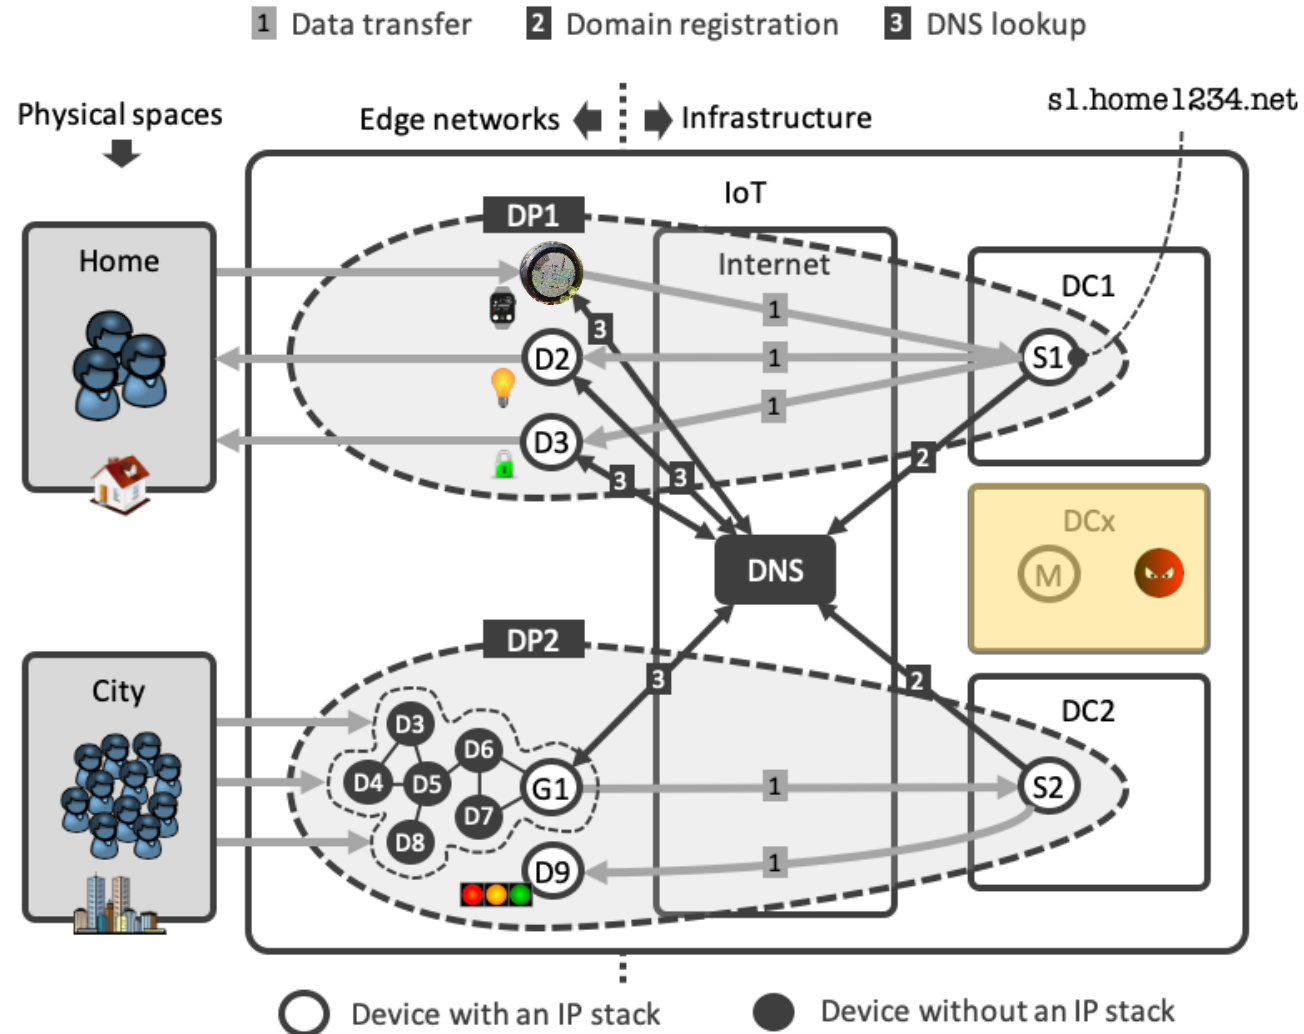 1 Data transfer 2 Domain registration 3 DNS lookup
Physical spaces
Edge networks
Infrastructure
s1.home1234.net
IoT
DP1
Home
Internet
DC1
1
3
D2
1
S1
1
D3
2
3
3
DCx
DNS
M
DP2
City
3
2
DC2
D3
D6
D4
D5
G1
1
S2
D7
D8
D9
1
Device with an IP stack
Device without an IP stack